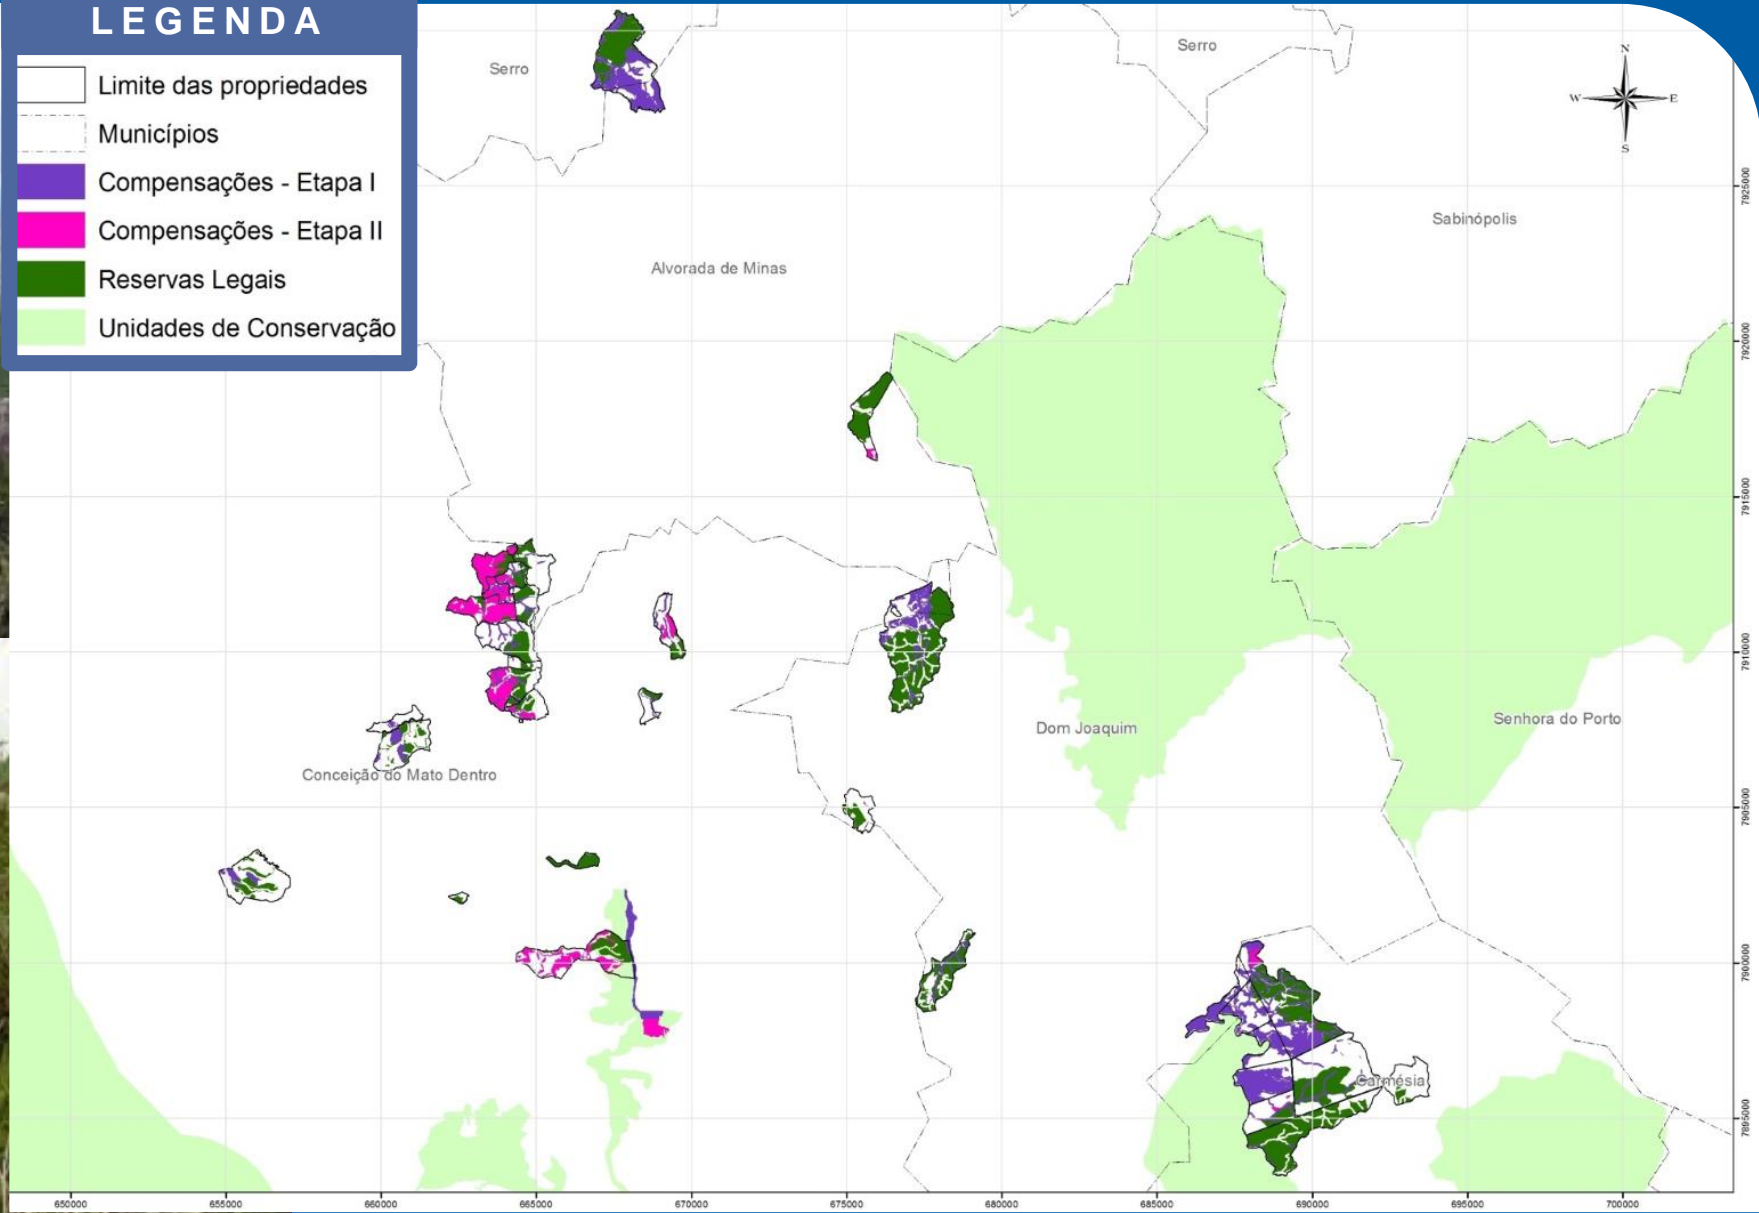 LEGENDA
Limite das propriedades
Municípios
Compensações - Etapa I
Compensações - Etapa II
Reservas Legais
Unidades de Conservação
Serro
Serro
N
W E
S
Sabinópolis
Alvorada de Minas
Dom Joaquim
Senhora do Porto
Conceição do Mato Dentro
Carmésia
7925000
7920000
7915000
7910000
7905000
7900000
7895000
650000 655000 660000 665000 670000 675000 680000 685000 690000 695000 700000